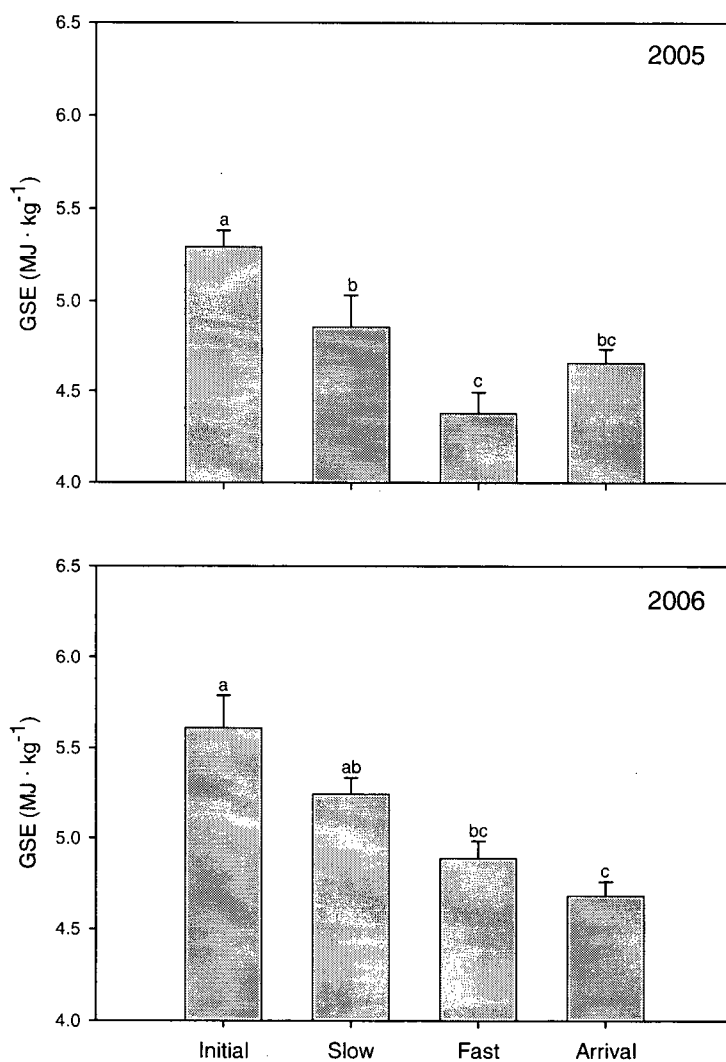 2005
6.5
6.0
5.5
5.0
4.5
4.0
GSE (MJ · kg⁻¹)
a
b
c
bc
2006
6.5
6.0
5.5
5.0
4.5
4.0
GSE (MJ · kg⁻¹)
a
ab
bc
c
Initial Slow Fast Arrival